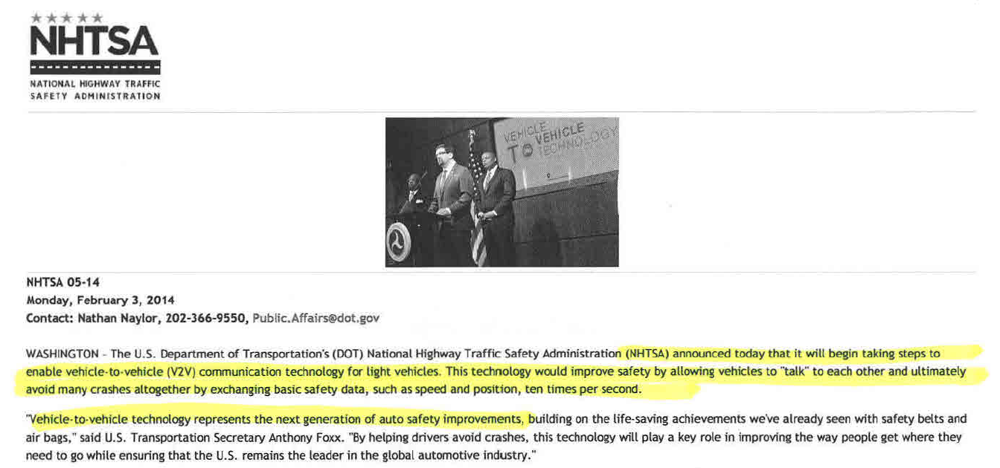 NHTSA
NATIONAL HIGHWAY TRAFFIC
SAFETY ADMINISTRATION
VEHICLE
TO VEHICLE
TECHNOLOGY
NHTSA 05-14
Monday, February 3, 2014
Contact: Nathan Naylor, 202-366-9550, Public.Affairs@dot.gov
WASHINGTON - The U.S. Department of Transportation's (DOT) National Highway Traffic Safety Administration (NHTSA) announced today that it will begin taking steps to
enable vehicle-to-vehicle (V2V) communication technology for light vehicles. This technology would improve safety by allowing vehicles to "talk" to each other and ultimately
avoid many crashes altogether by exchanging basic safety data, such as speed and position, ten times per second.
"Vehicle-to-vehicle technology represents the next generation of auto safety improvements, building on the life-saving achievements we've already seen with safety belts and
air bags," said U.S. Transportation Secretary Anthony Foxx. "By helping drivers avoid crashes, this technology will play a key role in improving the way people get where they
need to go while ensuring that the U.S. remains the leader in the global automotive industry."